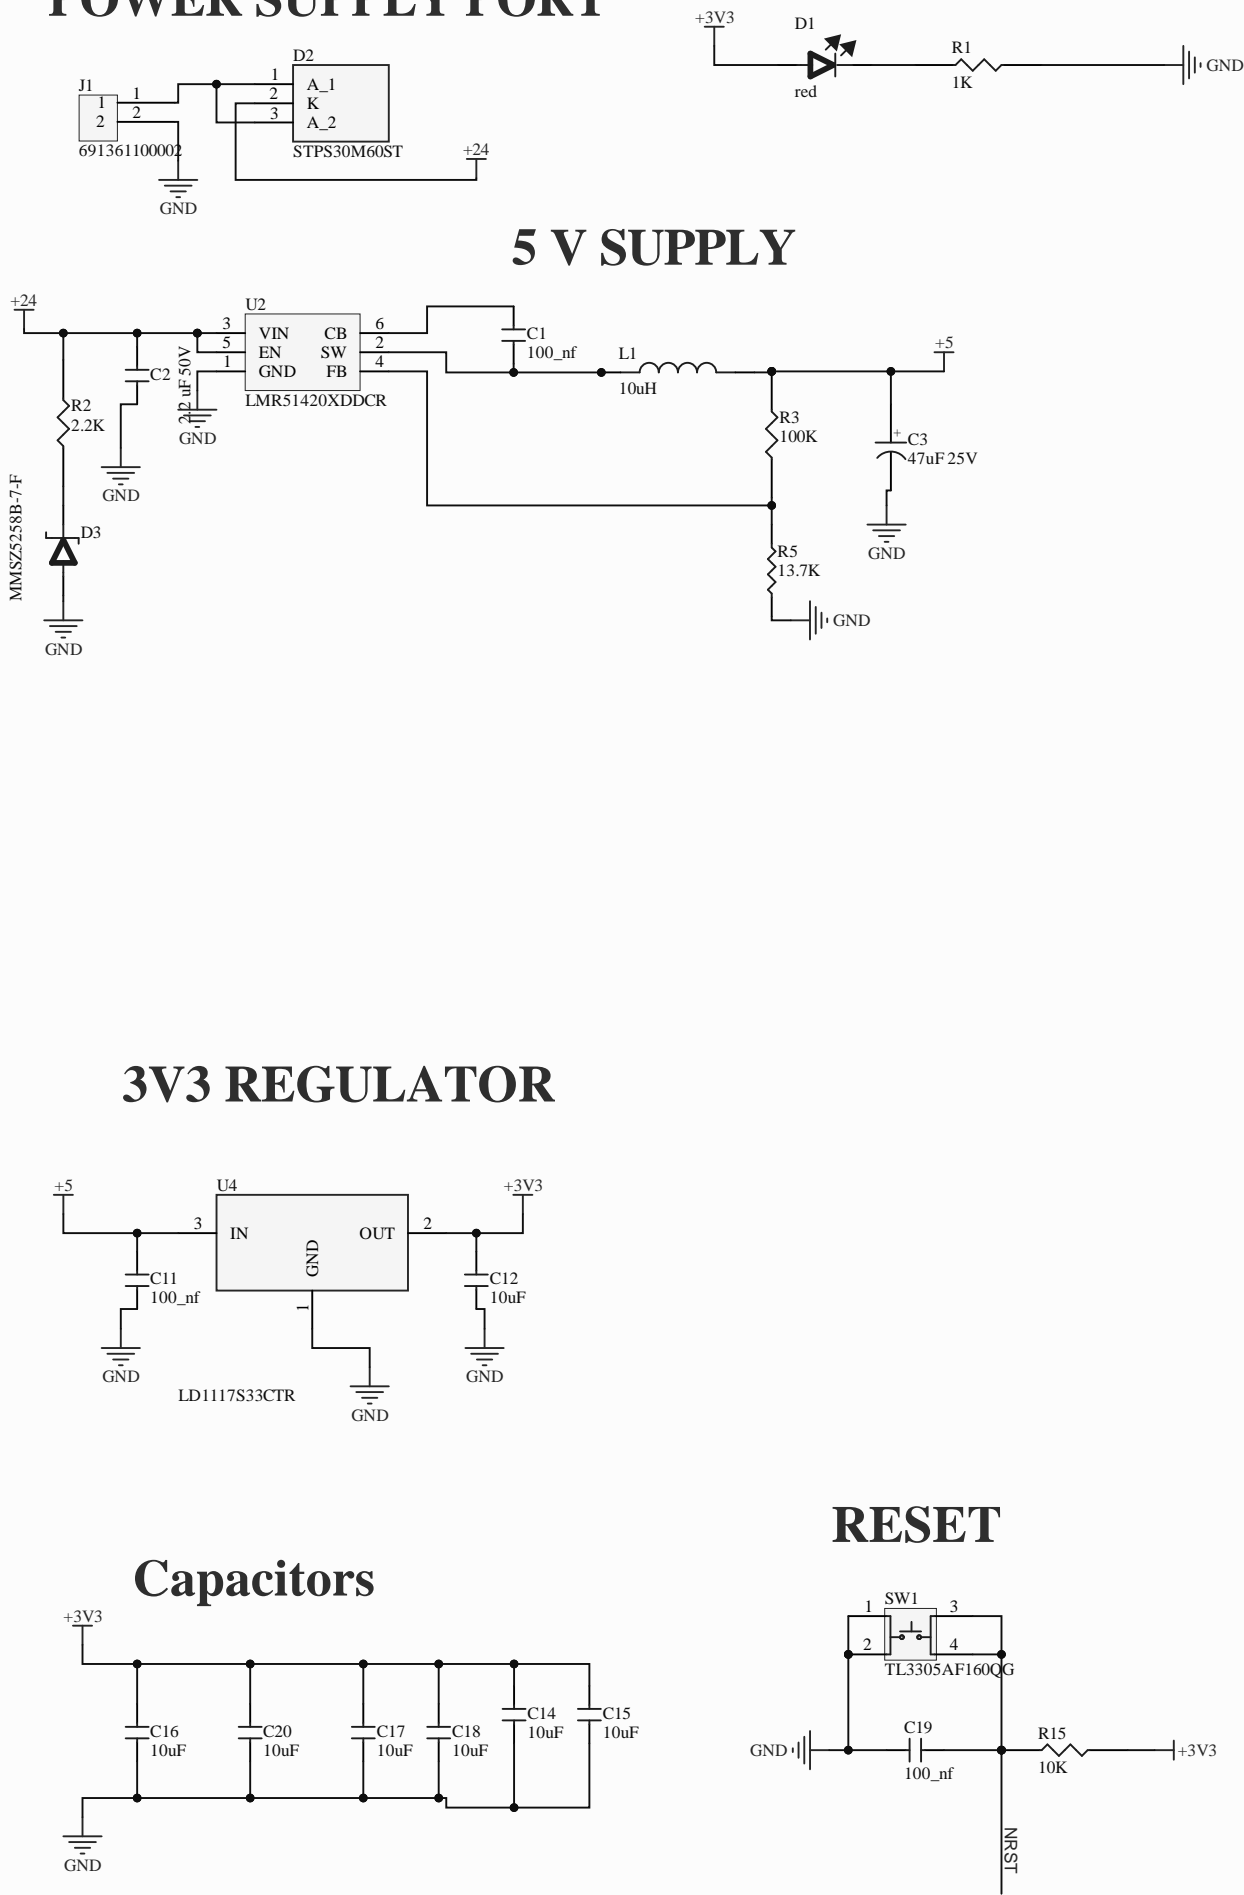 POWER SUPPLY PORT
+3V3
D1
red
R1
1K
GND
J1
1
2
1
2
691361100002
GND
D2
1
2
3
A_1
K
A_2
STPS30M60ST
+24
5 V SUPPLY
+24
R2
2.2K
MMSZ5258B-7-F
D3
GND
C2
2.2 uF 50V
GND
GND
U2
3
5
1
VIN
EN
GND
CB
SW
FB
6
2
4
LMR51420XDDCR
C1
100_nf
L1
10uH
+5
R3
100K
+
C3
47uF 25V
GND
R5
13.7K
GND
3V3 REGULATOR
+5
U4
+3V3
3
IN
OUT
2
GND
1
C11
100_nf
GND
C12
10uF
GND
LD1117S33CTR
GND
RESET
Capacitors
+3V3
C16
10uF
C20
10uF
C17
10uF
C18
10uF
C14
10uF
C15
10uF
GND
SW1
1
2
3
4
TL3305AF160QG
GND
C19
100_nf
R15
10K
+3V3
NRST